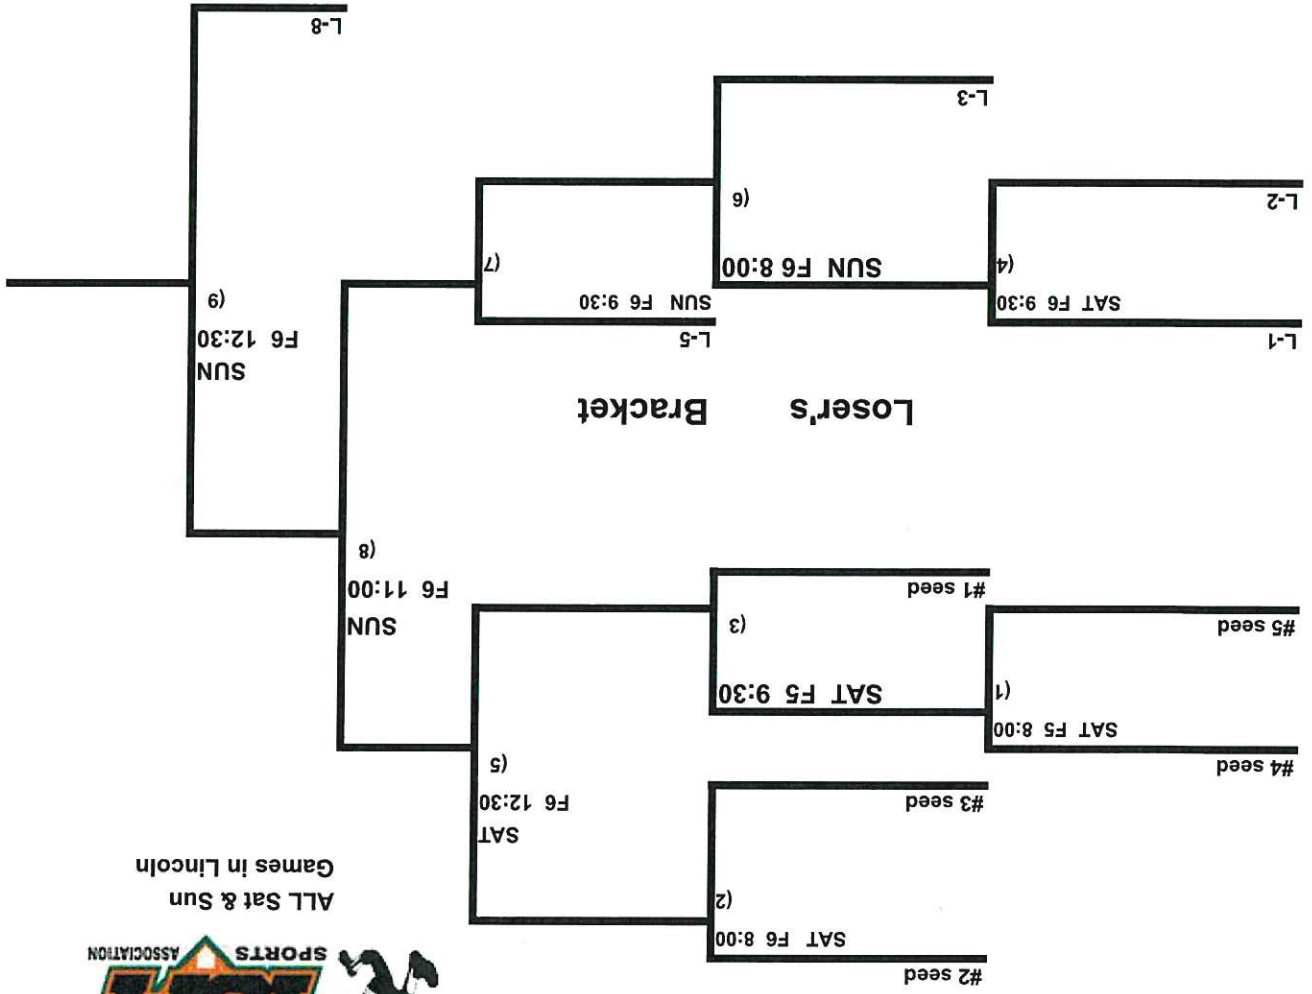 #2 seed
SPORTS ASSOCIATION
SAT F6 8:00
(2
ALL Sat & Sun
Games in Lincoln
SAT
F6 12:30
(5
#3 seed
#4 seed
SAT F5 8:00
(1
SAT F5 9:30
(3
#5 seed
#1 seed
SUN
F6 11:00
(8
Loser's Bracket
SUN
F6 12:30
(9
L-1
L-5
SAT F6 9:30
(4
SUN F6 9:30
(7
SUN F6 8:00
(6
L-2
L-3
L-8